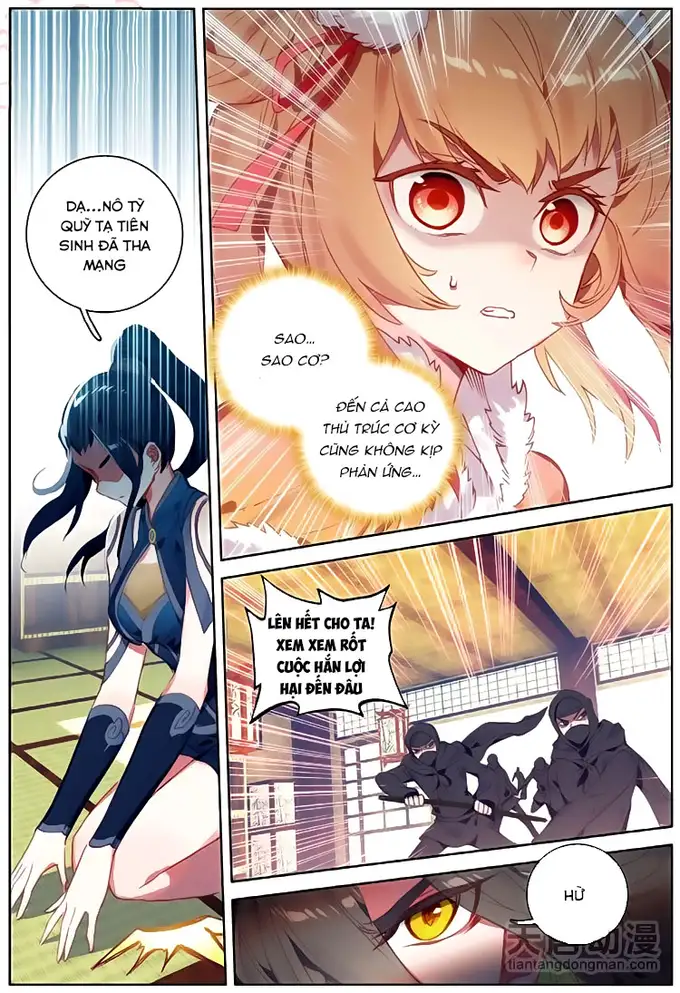 DẠ...NÔ TỲ
QUỲ TẠ TIÊN
SINH ĐÃ THA
MẠNG
SAO...
SAO CƠ?
ĐẾN CẢ CAO
THỦ TRÚC CƠ KỲ
CŨNG KHÔNG KỊP
PHẢN ỨNG...
LÊN HẾT CHO TA!
XEM XEM RỐT
CUỘC HẮN LỢI
HẠI ĐẾN ĐÂU
HỪ
天唐动漫
tiantangdongman.com